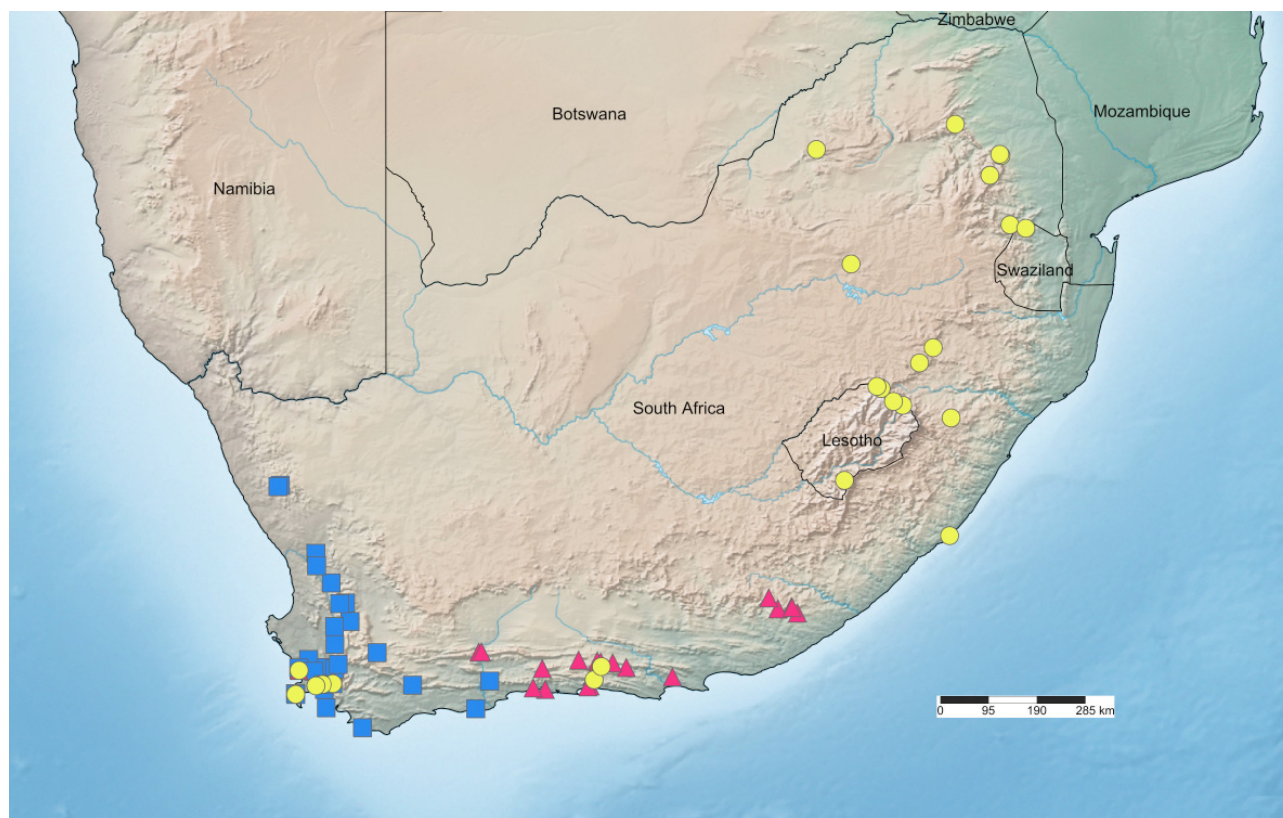 Zimbabwe
Botswana
Mozambique
Namibia
Swaziland
South Africa
Lesotho
0 95 190 285 km